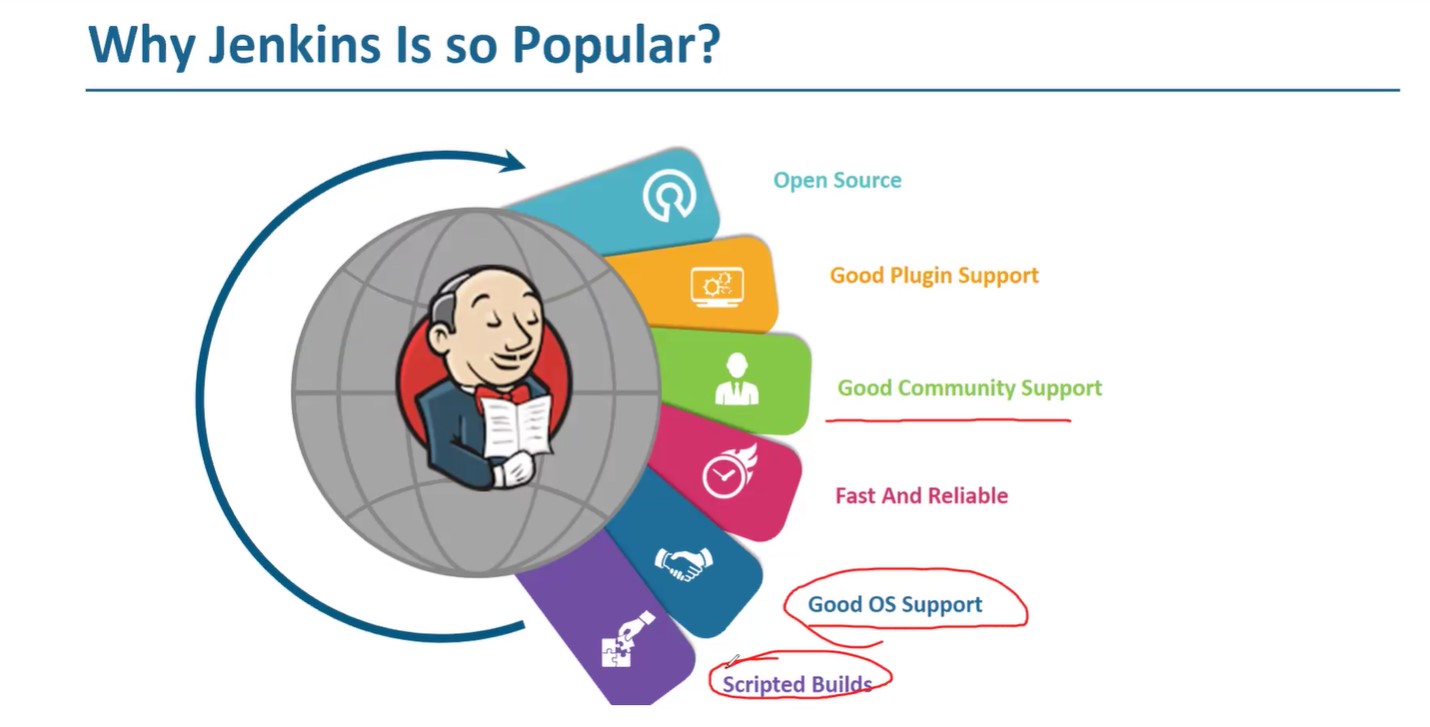 Why Jenkins Is so Popular?
Open Source
Good Plugin Support
Good Community Support
Fast And Reliable
Good OS Support
Scripted Builds